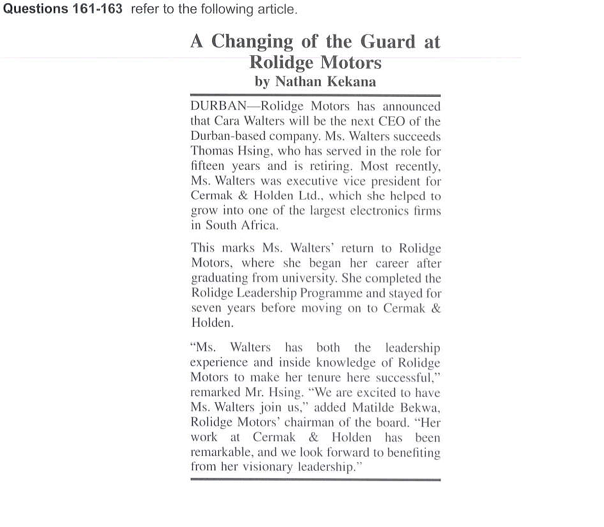 Questions 161-163 refer to the following article.
A Changing of the Guard at
Rolidge Motors
by Nathan Kekana
DURBAN—Rolidge Motors has announced
that Cara Walters will be the next CEO of the
Durban-based company. Ms. Walters succeeds
Thomas Hsing, who has served in the role for
fifteen years and is retiring. Most recently,
Ms. Walters was executive vice president for
Cermak & Holden Ltd., which she helped to
grow into one of the largest electronics firms
in South Africa.
This marks Ms. Walters' return to Rolidge
Motors, where she began her career after
graduating from university. She completed the
Rolidge Leadership Programme and stayed for
seven years before moving on to Cermak &
Holden.
“Ms. Walters has both the leadership
experience and inside knowledge of Rolidge
Motors to make her tenure here successful,”
remarked Mr. Hsing. “We are excited to have
Ms. Walters join us,” added Matilde Bekwa,
Rolidge Motors' chairman of the board. “Her
work at Cermak & Holden has been
remarkable, and we look forward to benefiting
from her visionary leadership.”